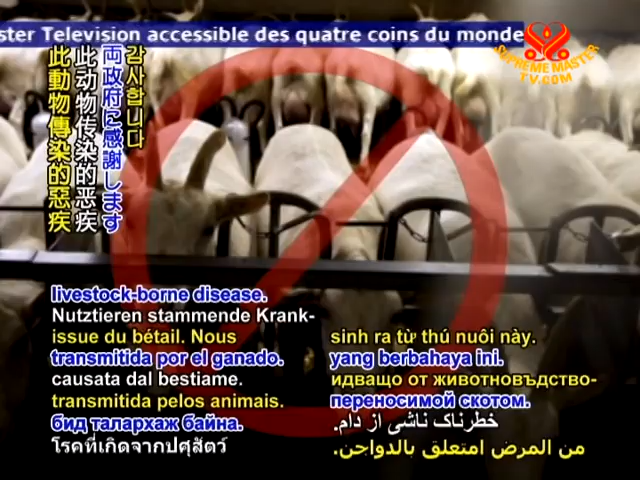 ster Television accessible des quatre coins du monde
SUPREME MASTER
TV.COM
감사합니다
両政府に感謝します
此动物传染的恶疾
此動物傳染的惡疾
livestock-borne disease.
Nutztieren stammende Krank-
issue du bétail. Nous
transmitida por el ganado.
causata dal bestiame.
transmitida pelos animais.
бид талархаж байна.
โรคที่เกิดจากปศุสัตว์
sinh ra từ thú nuôi này.
yang berbahaya ini.
идващо от животновъдство-
переносимой скотом.
خطرناک ناشی از دام.
من المرض امتعلق بالدواجن.